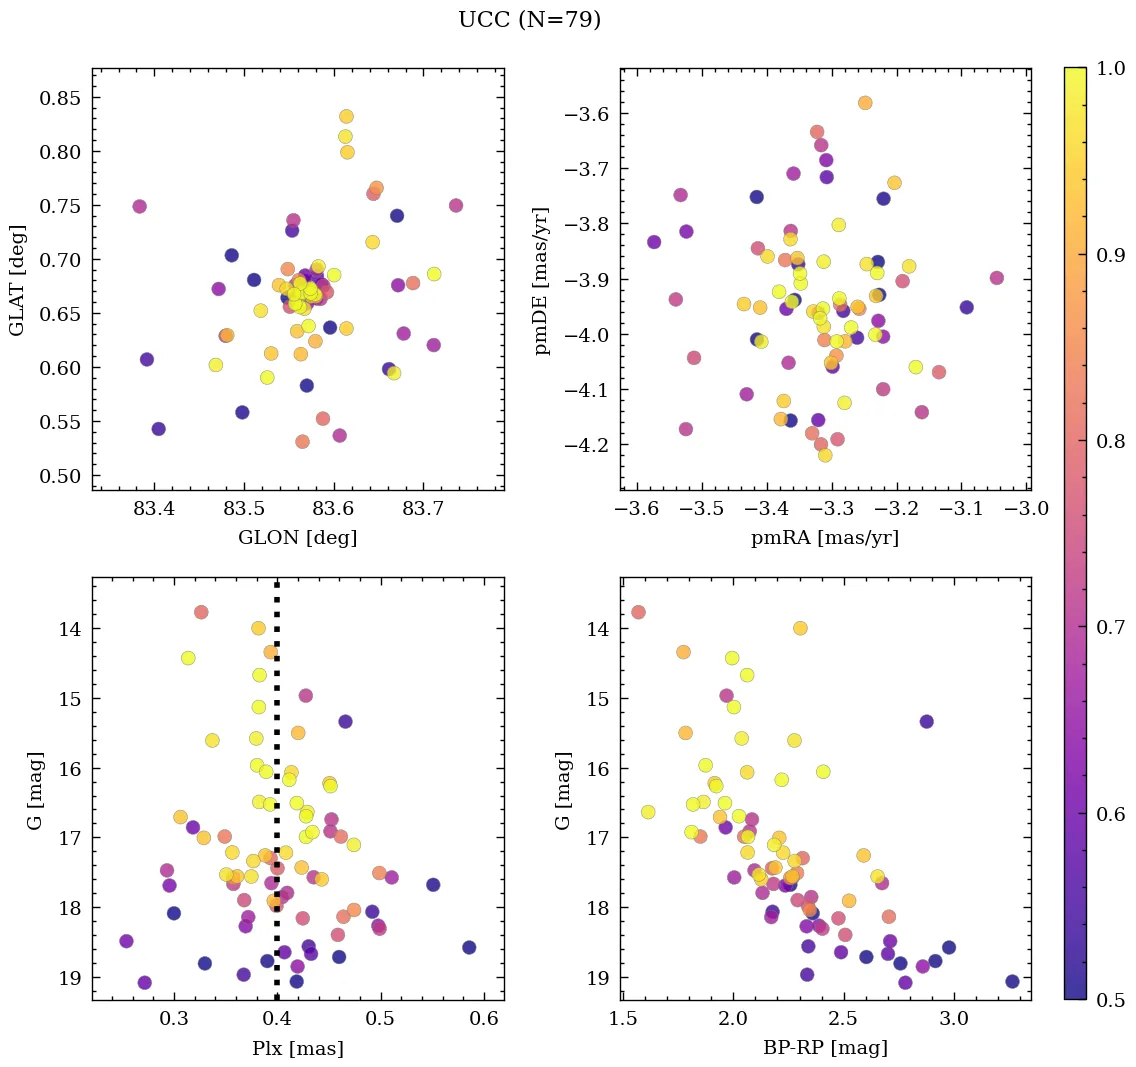 UCC (N=79)
0.85
0.80
0.75
0.70
0.65
0.60
0.55
0.50
GLAT [deg]
83.4 83.5 83.6 83.7
GLON [deg]
−3.6
−3.7
−3.8
−3.9
−4.0
−4.1
−4.2
pmDE [mas/yr]
−3.6 −3.5 −3.4 −3.3 −3.2 −3.1 −3.0
pmRA [mas/yr]
14
15
16
17
18
19
G [mag]
0.3 0.4 0.5 0.6
Plx [mas]
14
15
16
17
18
19
G [mag]
1.5 2.0 2.5 3.0
BP-RP [mag]
1.0
0.9
0.8
0.7
0.6
0.5